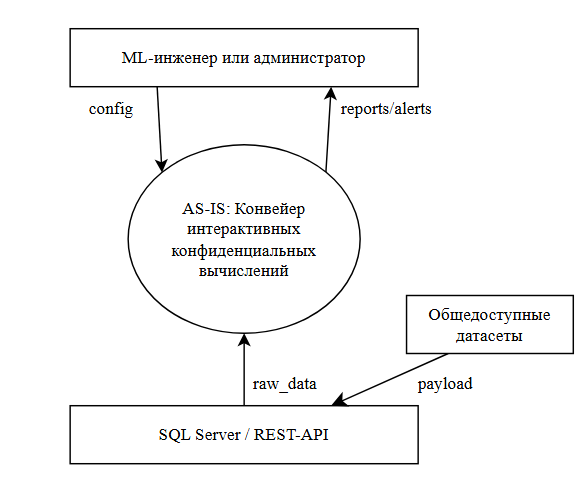 ML-инженер или администратор
config
reports/alerts
AS-IS: Конвейер
интерактивных
конфиденциальных
вычислений
Общедоступные
датасеты
raw_data
payload
SQL Server / REST-API